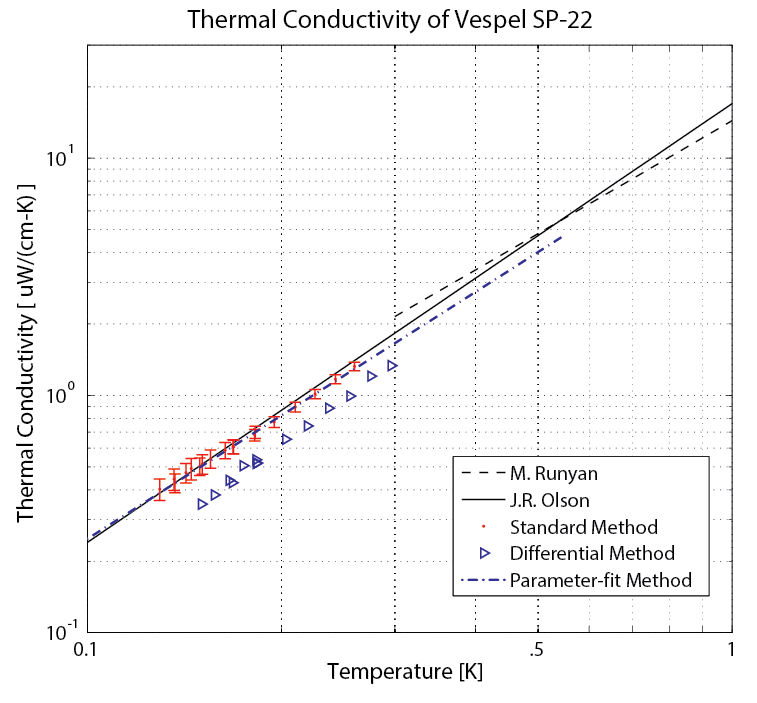 Thermal Conductivity of Vespel SP-22
Thermal Conductivity [ uW/(cm-K) ]
10^1
10^0
10^-1
0.1
.5
1
Temperature [K]
M. Runyan
J.R. Olson
Standard Method
Differential Method
Parameter-fit Method